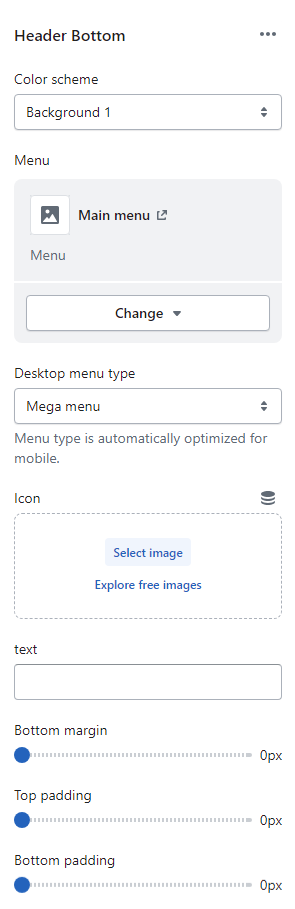 Header Bottom
Color scheme
Background 1
Menu
Main menu
Menu
Change
Desktop menu type
Mega menu
Menu type is automatically optimized for
mobile.
Icon
Select image
Explore free images
text
Bottom margin
0px
Top padding
0px
Bottom padding
0px